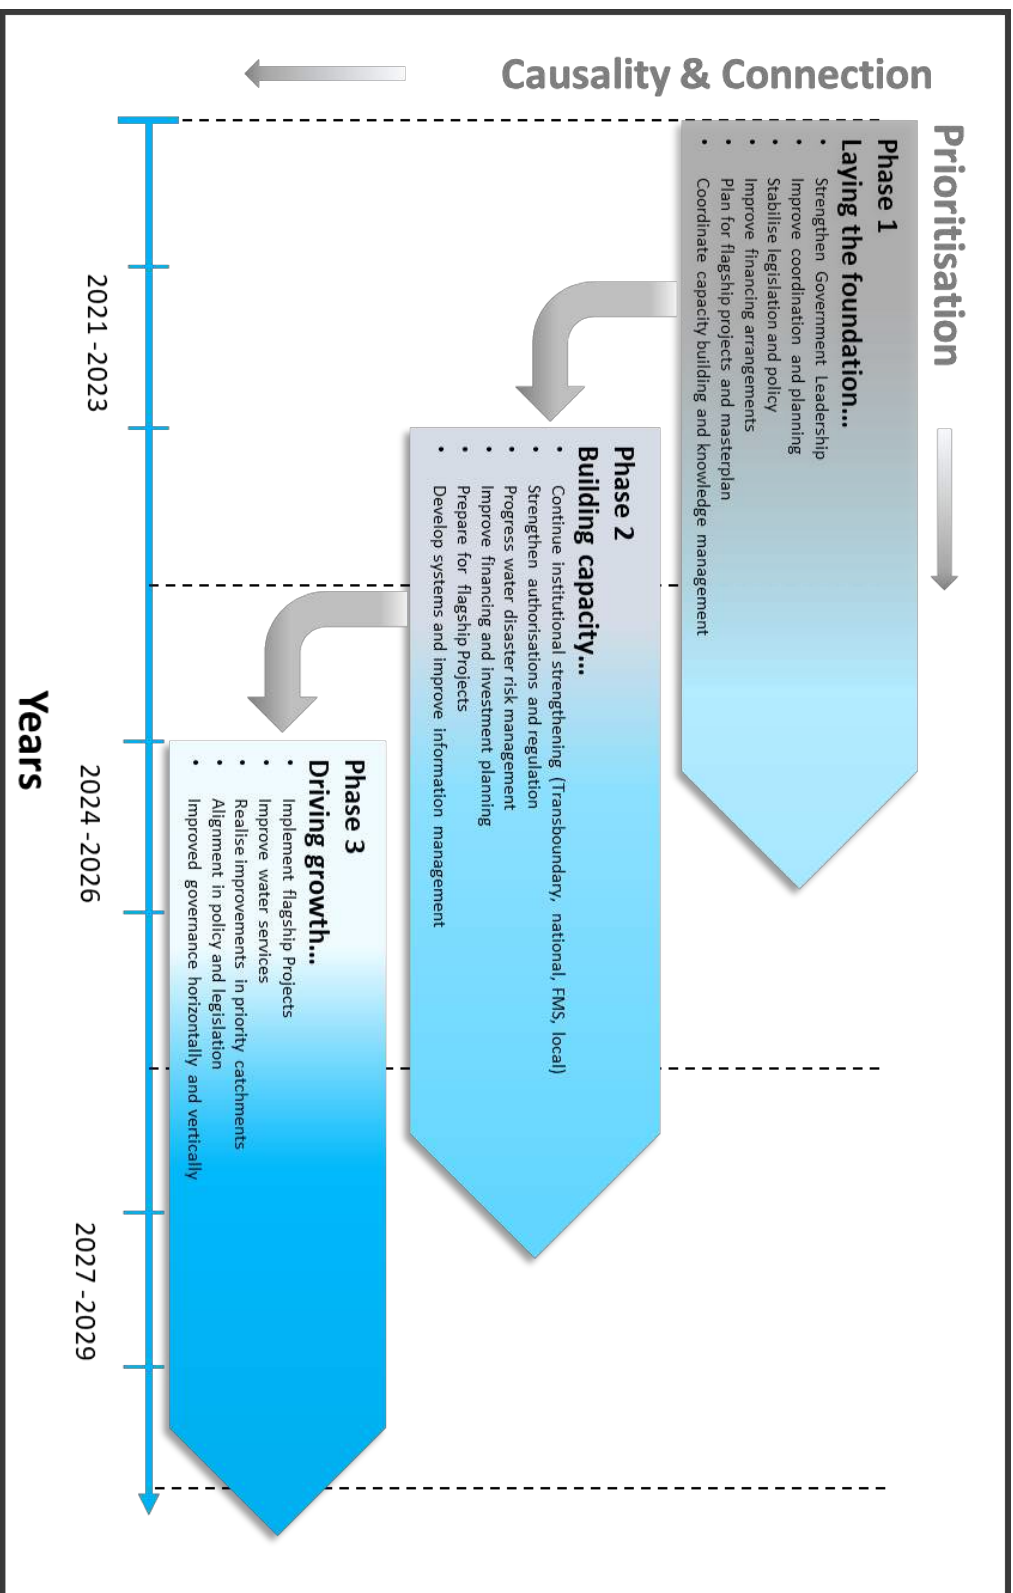 Prioritisation
Causality & Connection
Phase 1
Laying the foundation...
• Strengthen Government Leadership
• Improve coordination and planning
• Stabilise legislation and policy
• Improve financing arrangements
• Plan for flagship projects and masterplan
• Coordinate capacity building and knowledge management
Phase 2
Building capacity...
• Continue institutional strengthening (Transboundary, national, FMS, local)
• Strengthen authorisations and regulation
• Progress water disaster risk management
• Improve financing and investment planning
• Prepare for flagship Projects
• Develop systems and improve information management
Phase 3
Driving growth...
• Implement flagship Projects
• Improve water services
• Realise improvements in priority catchments
• Alignment in policy and legislation
• Improved governance horizontally and vertically
2021 -2023
2024 -2026
2027 -2029
Years